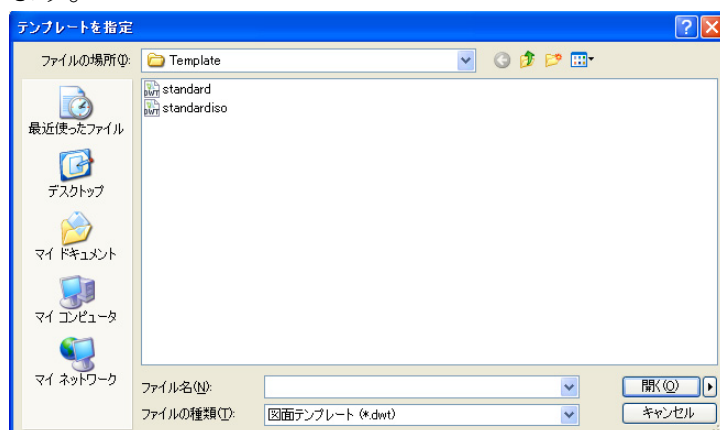 テンプレートを指定
ファイルの場所(I):
Template
standard
standardiso
最近使ったファイル
デスクトップ
マイ ドキュメント
マイ コンピュータ
マイ ネットワーク
ファイル名(N):
開く(O)
ファイルの種類(T):
図面テンプレート (*.dwt)
キャンセル